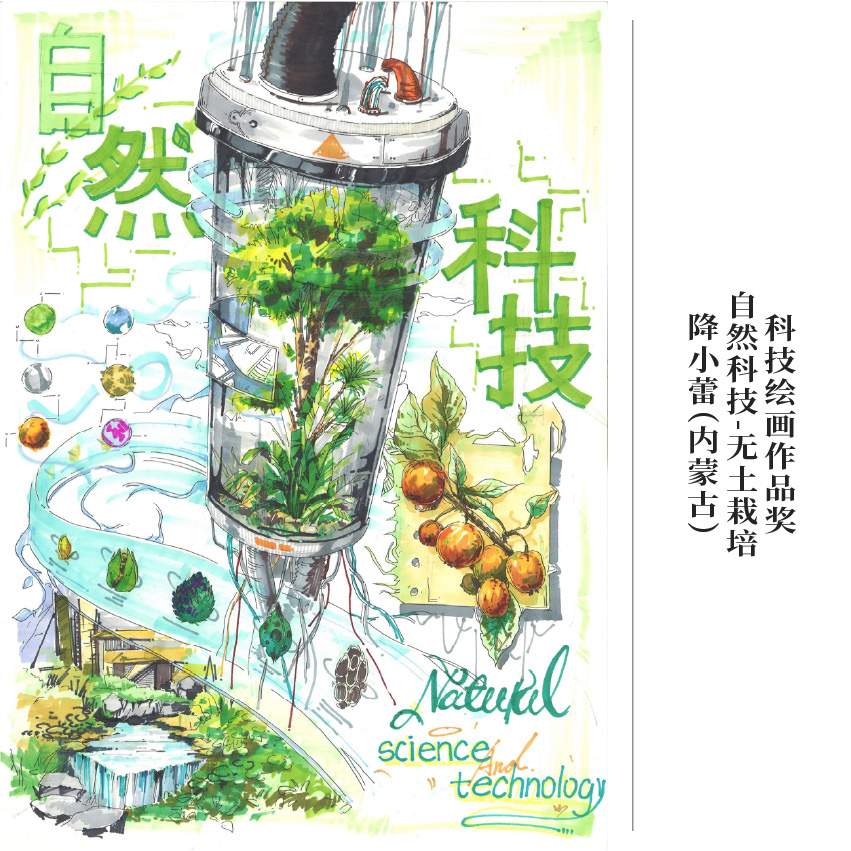 自然
科技
Natural
science
And
technology
科技绘画作品奖
自然科技-无土栽培
降小蕾(内蒙古)